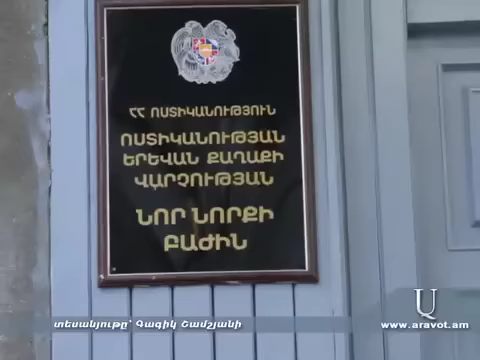 ՀՀ ՈՍՏԻԿԱՆՈՒԹՅՈՒՆ
ՈՍՏԻԿԱՆՈՒԹՅԱՆ
ԵՐԵՎԱՆ ՔԱՂԱՔԻ
ՎԱՐՉՈՒԹՅԱՆ
ՆՈՐ ՆՈՐՔԻ
ԲԱԺԻՆ
Ա
տեսանյութը՝ Գագիկ Շամշյանի
www.aravot.am